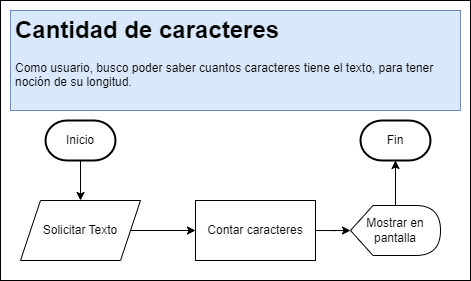 Cantidad de caracteres
Como usuario, busco poder saber cuantos caracteres tiene el texto, para tener
noción de su longitud.
Inicio
Fin
Solicitar Texto
Contar caracteres
Mostrar en
pantalla